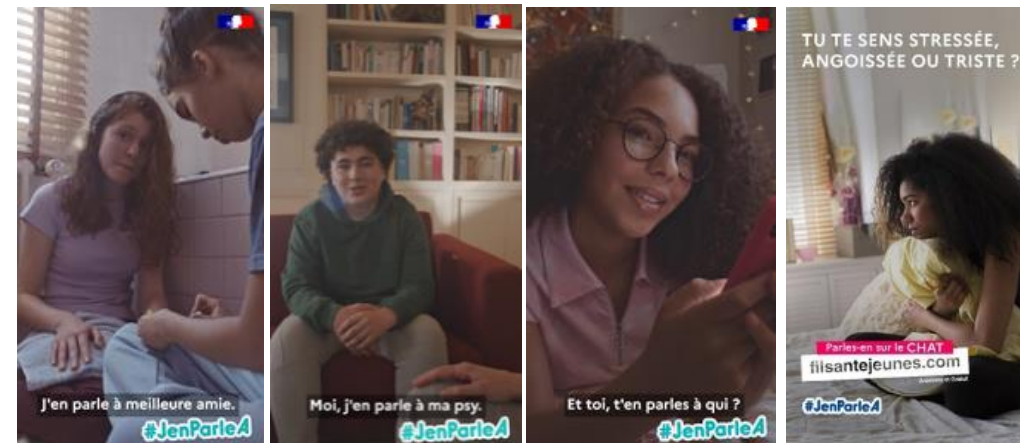 J'en parle à meilleure amie.
#JenParleA
Moi, j'en parle à ma psy.
#JenParleA
Et toi, t'en parles à qui ?
#JenParleA
TU TE SENS STRESSÉE,
ANGOISSÉE OU TRISTE ?
Parles-en sur le CHAT
filsantejeunes.com
#JenParleA